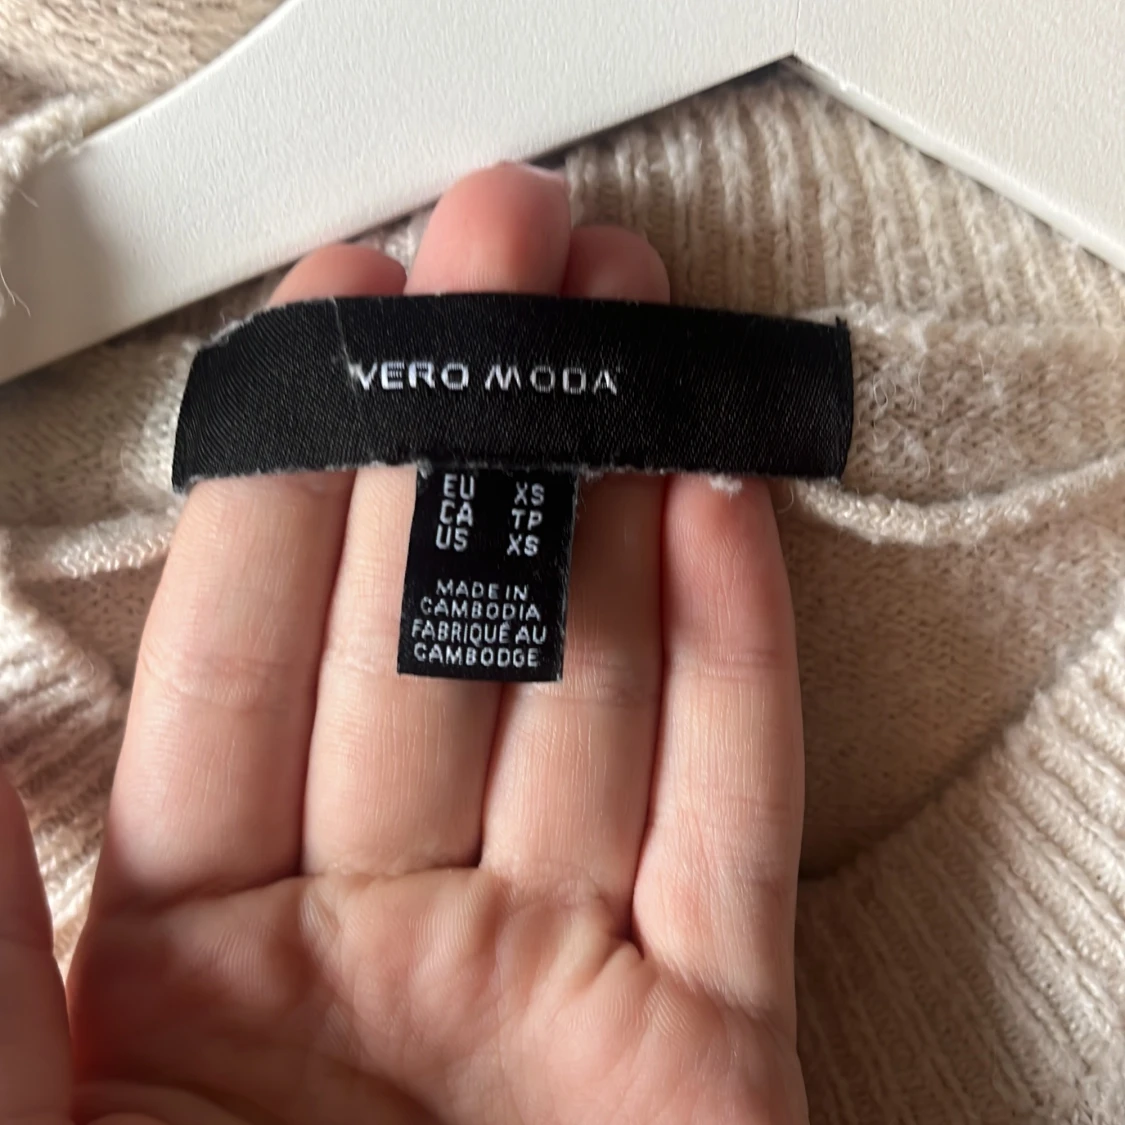 VERO MODA
EU XS
CA TP
US XS
MADE IN
CAMBODIA
FABRIQUÉ AU
CAMBODGE